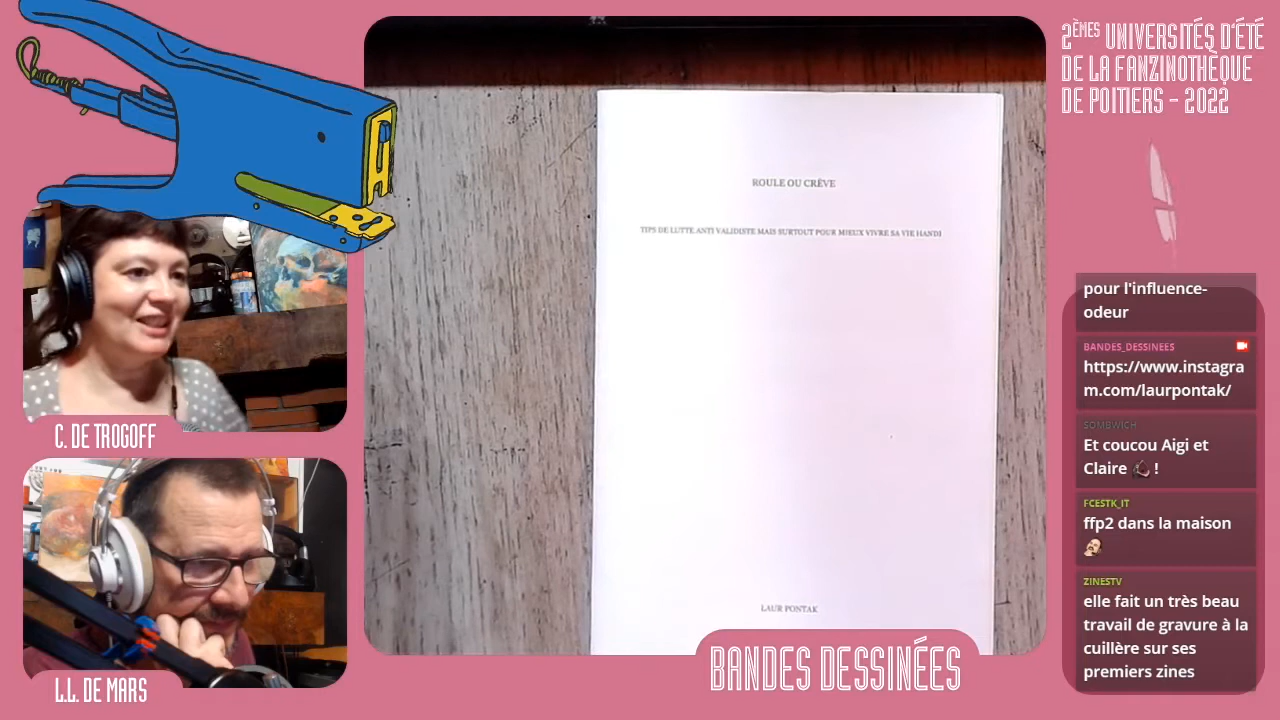 2ÈMES UNIVERSITÉS D'ÉTÉ
DE LA FANZINOTHÈQUE
DE POITIERS - 2022
ROULE OU CRÈVE
TIPS DE LUTTE ANTI VALIDISTE MAIS SURTOUT POUR MIEUX VIVRE SA VIE HANDI
LAUR PONTAK
C. DE TROGOFF
L.L. DE MARS
BANDES DESSINÉES
pour l'influence-
odeur
BANDES_DESSINEES
https://www.instagra
m.com/laurpontak/
SOMBWICH
Et coucou Aigi et
Claire !
FCESTK_IT
ffp2 dans la maison
ZINESTV
elle fait un très beau
travail de gravure à la
cuillère sur ses
premiers zines